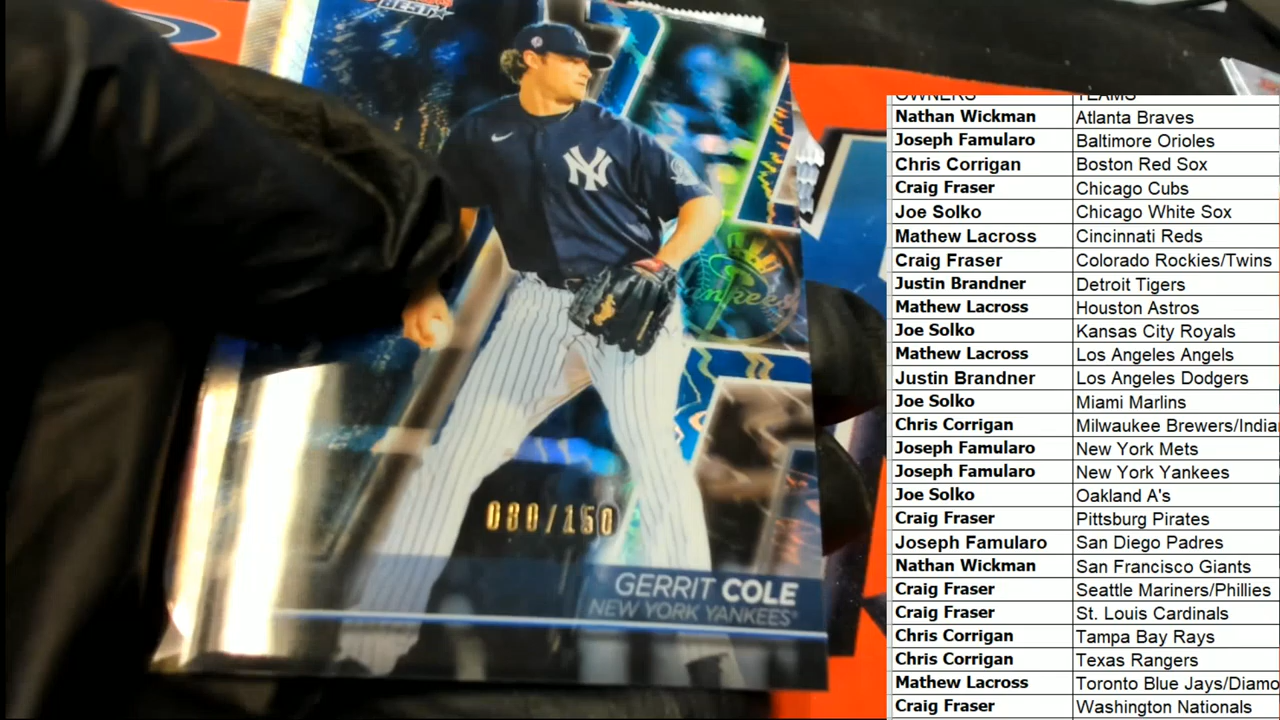 BEST
NY
Yankees
080/150
GERRIT COLE
NEW YORK YANKEES
OWNERS TEAMS
Nathan Wickman Atlanta Braves
Joseph Famularo Baltimore Orioles
Chris Corrigan Boston Red Sox
Craig Fraser Chicago Cubs
Joe Solko Chicago White Sox
Mathew Lacross Cincinnati Reds
Craig Fraser Colorado Rockies/Twins
Justin Brandner Detroit Tigers
Mathew Lacross Houston Astros
Joe Solko Kansas City Royals
Mathew Lacross Los Angeles Angels
Justin Brandner Los Angeles Dodgers
Joe Solko Miami Marlins
Chris Corrigan Milwaukee Brewers/India
Joseph Famularo New York Mets
Joseph Famularo New York Yankees
Joe Solko Oakland A's
Craig Fraser Pittsburg Pirates
Joseph Famularo San Diego Padres
Nathan Wickman San Francisco Giants
Craig Fraser Seattle Mariners/Phillies
Craig Fraser St. Louis Cardinals
Chris Corrigan Tampa Bay Rays
Chris Corrigan Texas Rangers
Mathew Lacross Toronto Blue Jays/Diamo
Craig Fraser Washington Nationals